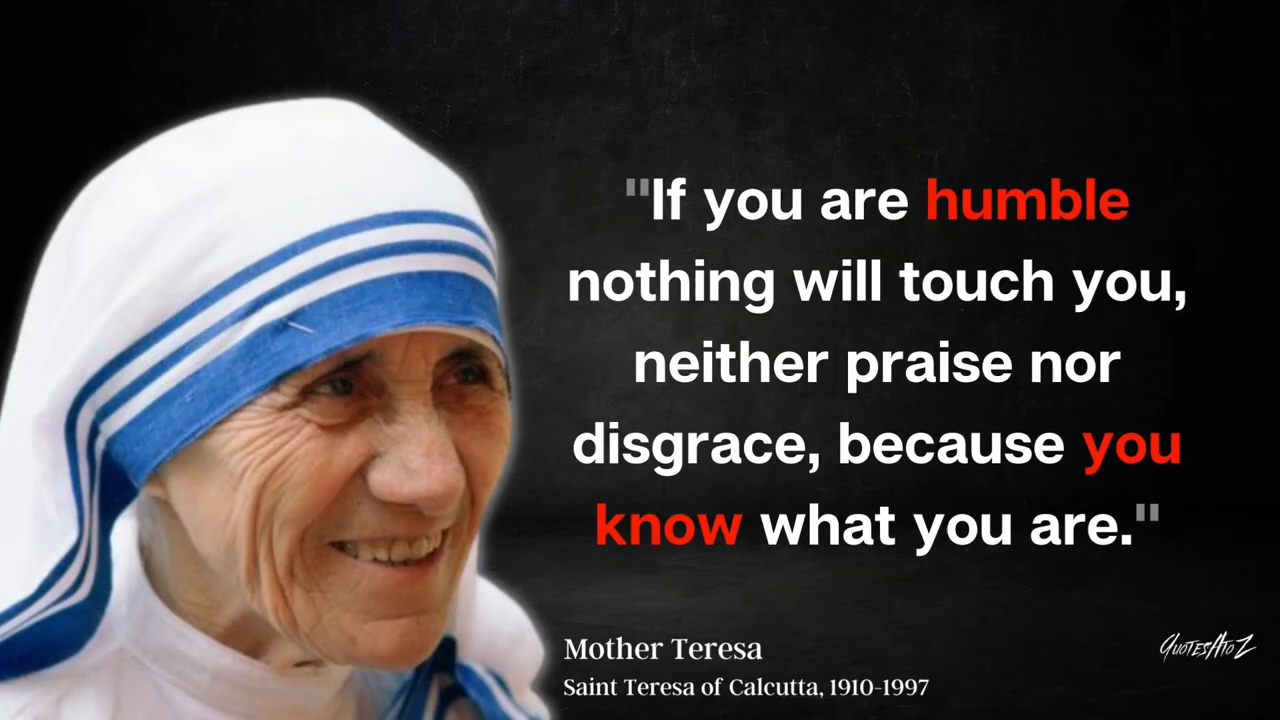 "If you are humble
nothing will touch you,
neither praise nor
disgrace, because you
know what you are."
Mother Teresa
Saint Teresa of Calcutta, 1910-1997
QuotesAtoZ